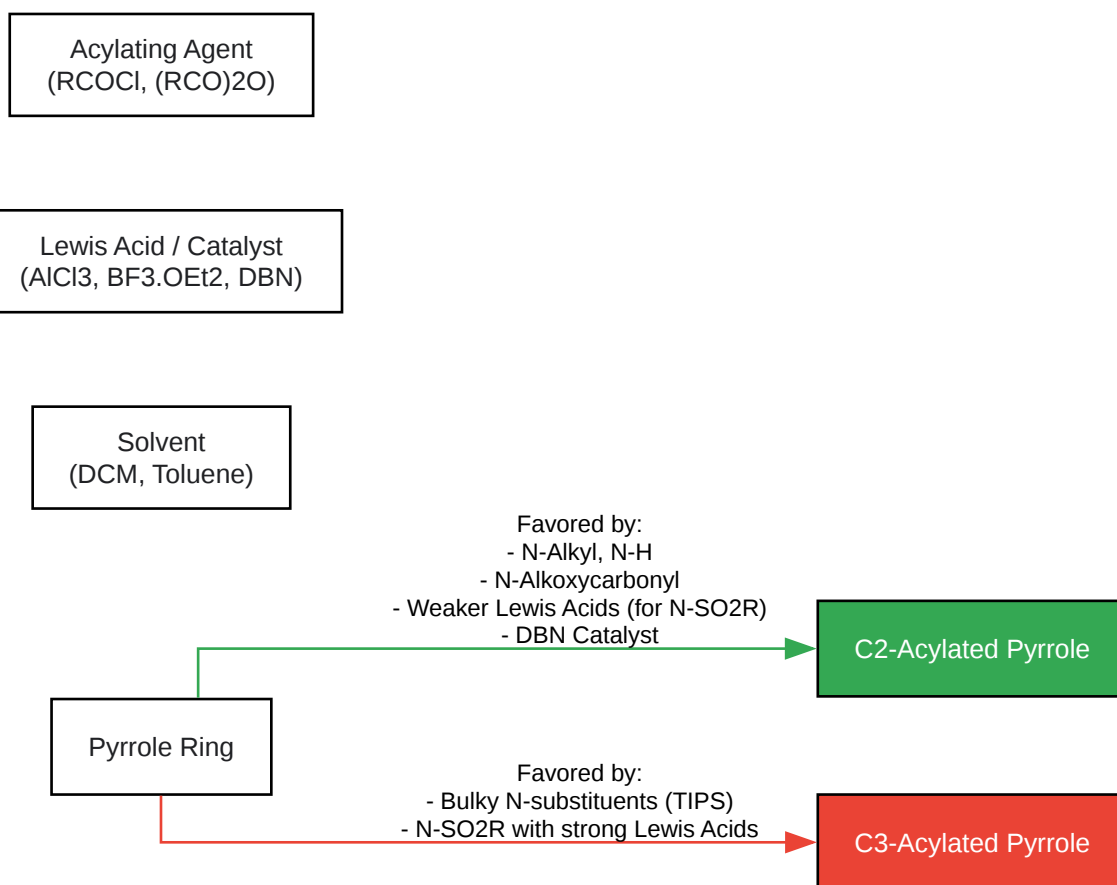 Acylating Agent
(RCOCl, (RCO)2O)
Lewis Acid / Catalyst
(AlCl3, BF3.OEt2, DBN)
Solvent
(DCM, Toluene)
Favored by:
- N-Alkyl, N-H
- N-Alkoxycarbonyl
- Weaker Lewis Acids (for N-SO2R)
- DBN Catalyst
C2-Acylated Pyrrole
Pyrrole Ring
Favored by:
- Bulky N-substituents (TIPS)
- N-SO2R with strong Lewis Acids
C3-Acylated Pyrrole